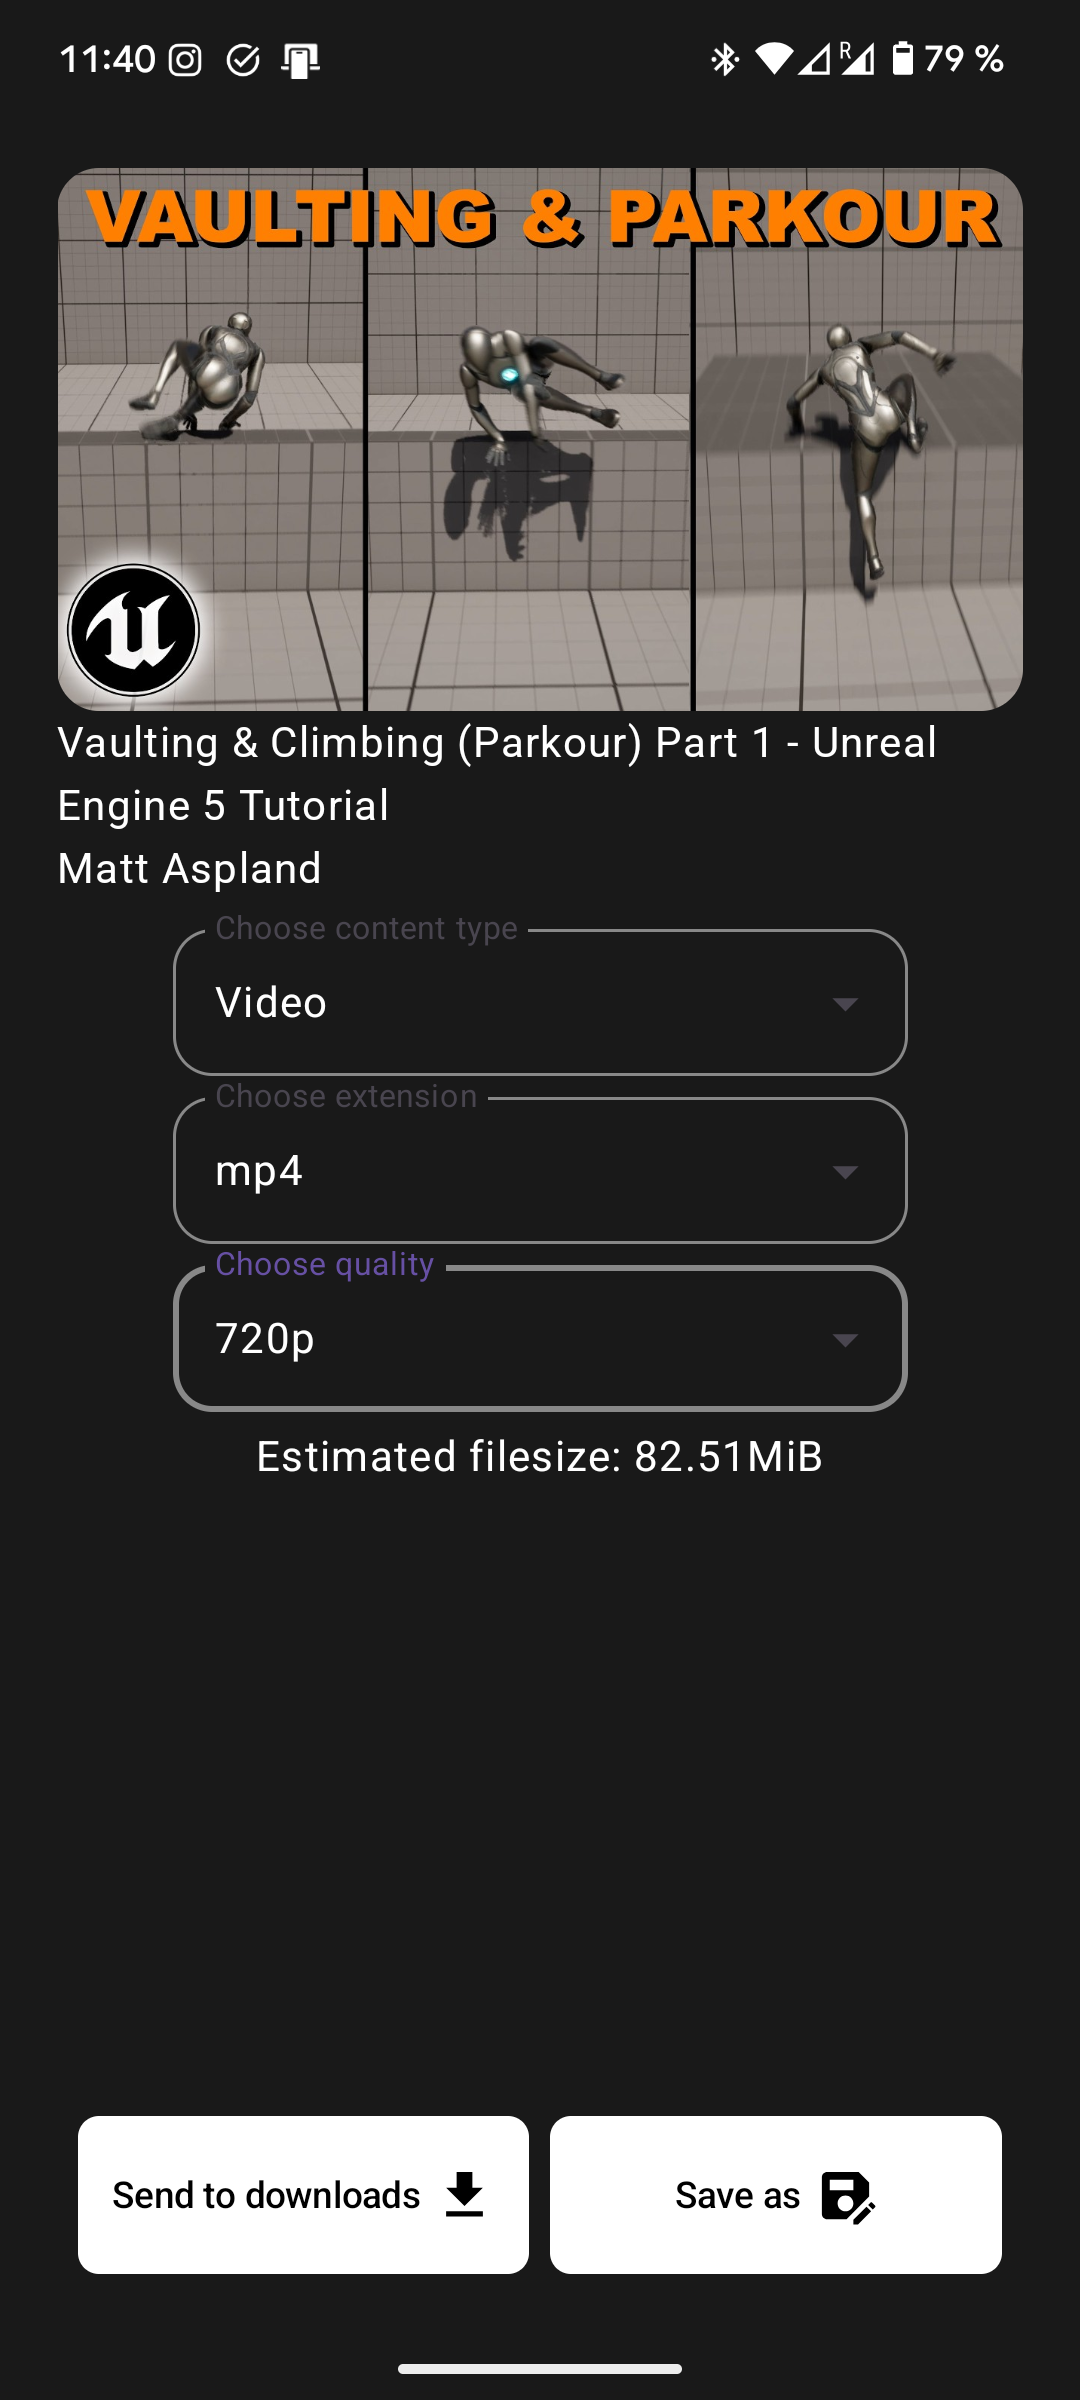 11:40
R
79 %
VAULTING & PARKOUR
Vaulting & Climbing (Parkour) Part 1 - Unreal
Engine 5 Tutorial
Matt Aspland
Choose content type
Video
Choose extension
mp4
Choose quality
720p
Estimated filesize: 82.51MiB
Send to downloads
Save as